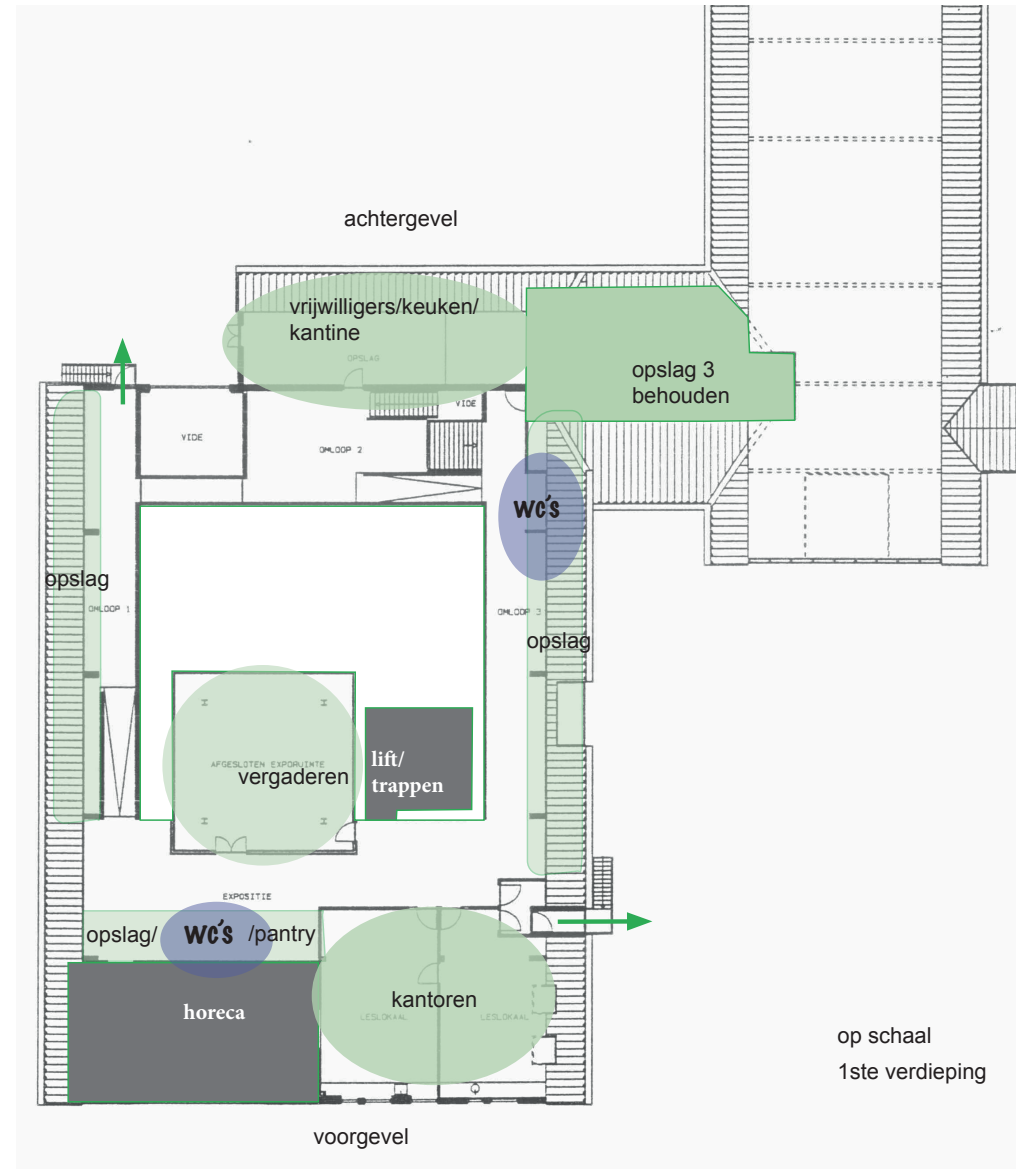 achtergevel
vrijwilligers/keuken/
kantine
OPSLAG
opslag 3
behouden
VIDE
VIDE
OMLOOP 2
wc's
opslag
OMLOOP 1
OMLOOP 3
opslag
AFGESLOTEN EXPORUIMTE
vergaderen
lift/
trappen
EXPOSITIE
opslag/ wc's /pantry
horeca
kantoren
LESLOKAAL
LESLOKAAL
op schaal
1ste verdieping
voorgevel